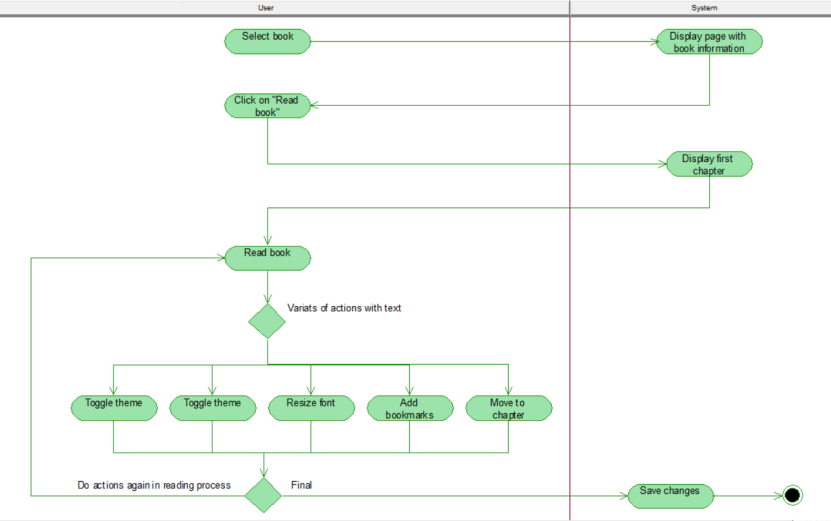 User
System
Select book
Display page with
book information
Click on "Read
book"
Display first
chapter
Read book
Variats of actions with text
Toggle theme
Toggle theme
Resize font
Add
bookmarks
Move to
chapter
Do actions again in reading process
Final
Save changes